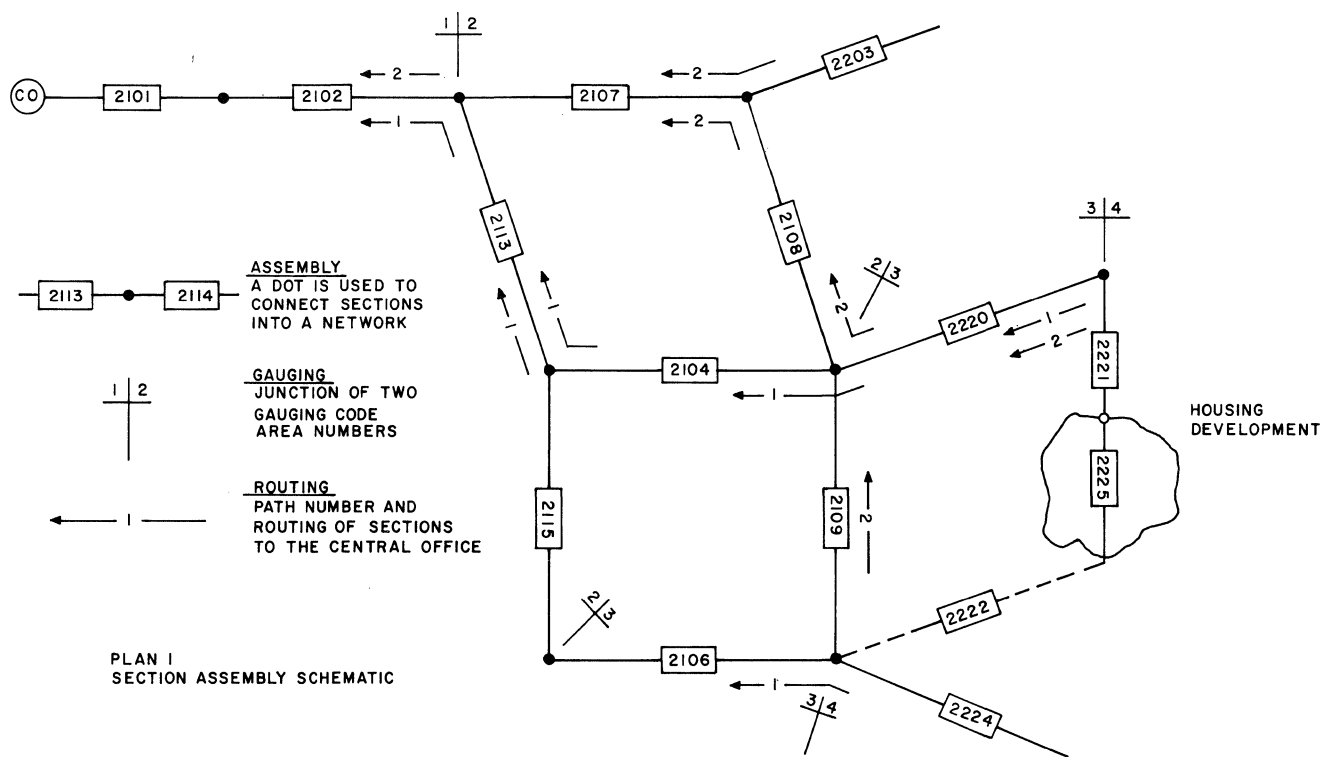 1 2
2203
2
2
CO
2101
2102
2107
1
2
2113
2108
3 4
2 3
ASSEMBLY
A DOT IS USED TO
CONNECT SECTIONS
INTO A NETWORK
2113
2114
1
1
2
2220
1
2
2221
2104
1
GAUGING
JUNCTION OF TWO
GAUGING CODE
AREA NUMBERS
1 2
HOUSING
DEVELOPMENT
2225
ROUTING
PATH NUMBER AND
ROUTING OF SECTIONS
TO THE CENTRAL OFFICE
1
2115
2109
2
2 3
2222
PLAN 1
SECTION ASSEMBLY SCHEMATIC
2106
1
3 4
2224